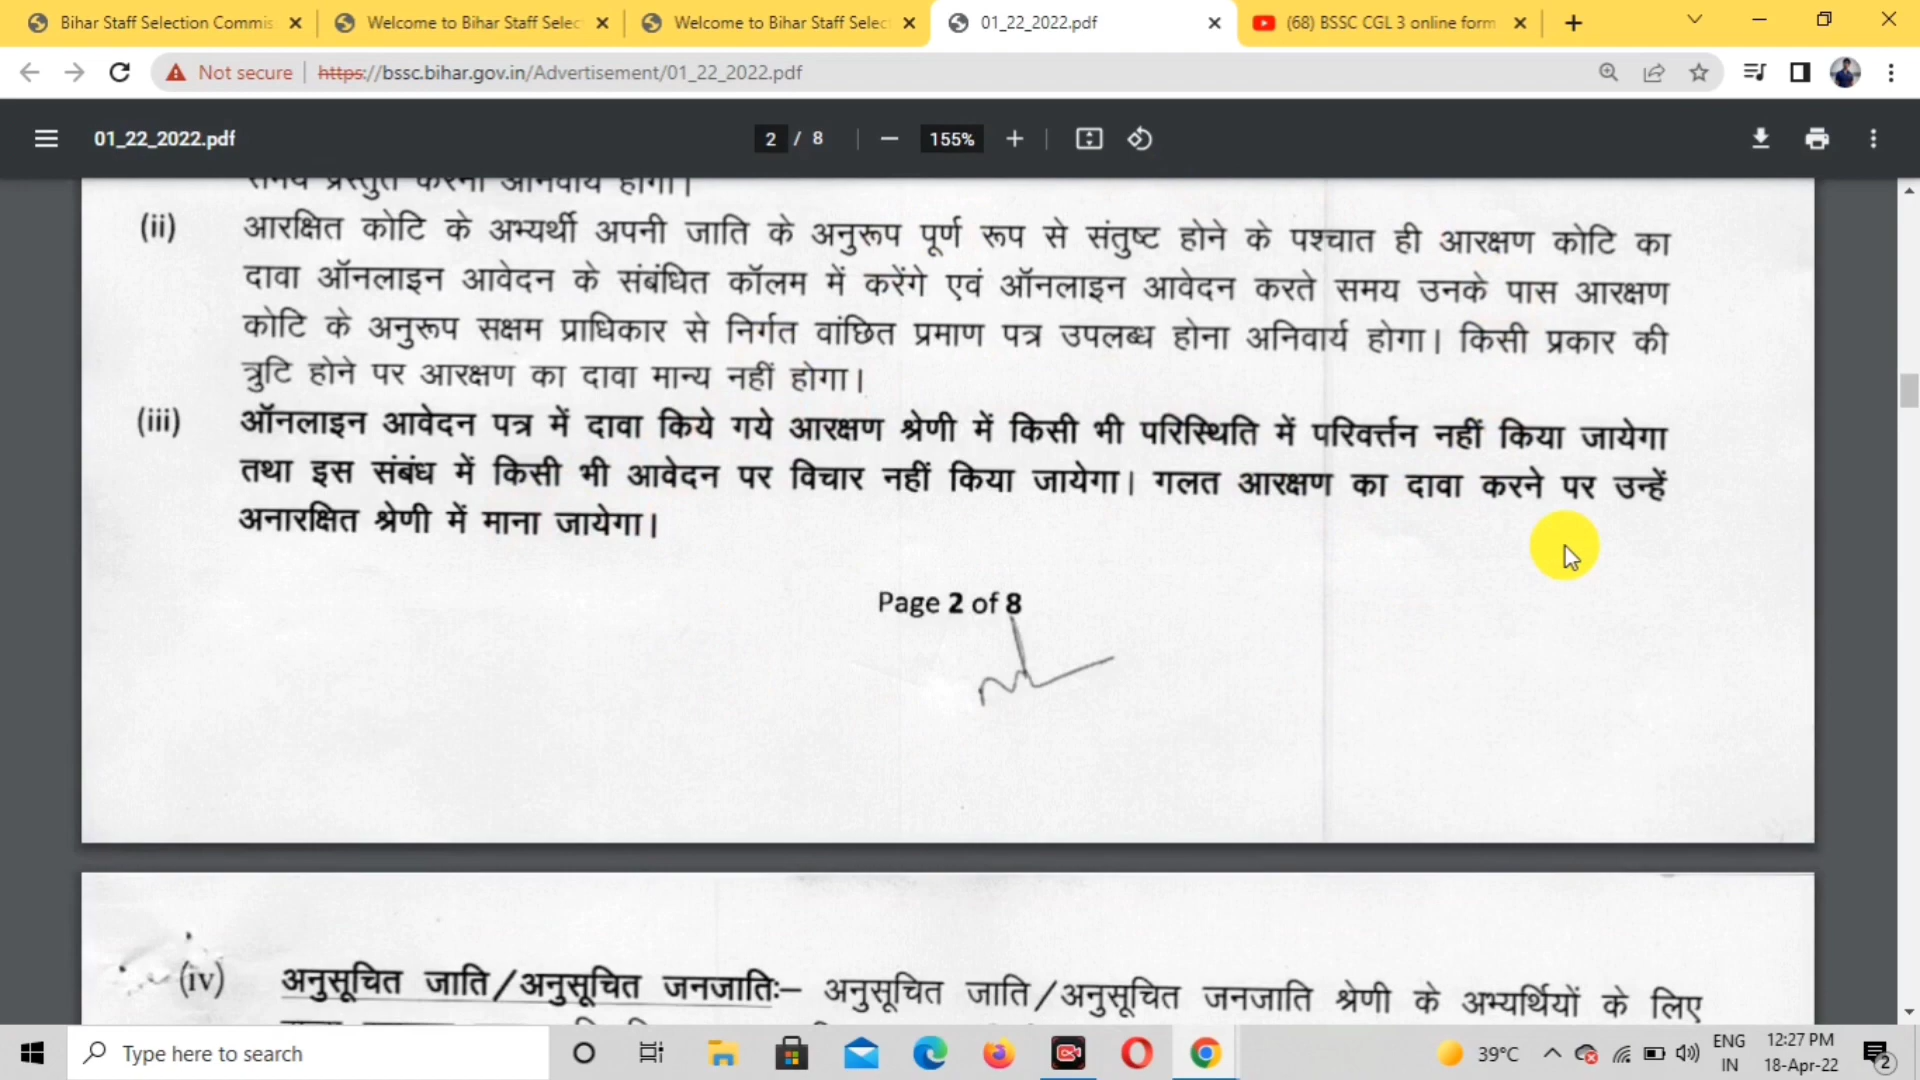 Bihar Staff Selection Commis
Welcome to Bihar Staff Selec
Welcome to Bihar Staff Selec
01_22_2022.pdf
(68) BSSC CGL 3 online form
Not secure
https://bssc.bihar.gov.in/Advertisement/01_22_2022.pdf
01_22_2022.pdf
2 / 8
155%
समय प्रस्तुत करना अनिवार्य होगा।
(ii) आरक्षित कोटि के अभ्यर्थी अपनी जाति के अनुरूप पूर्ण रूप से संतुष्ट होने के पश्चात ही आरक्षण कोटि का
दावा ऑनलाइन आवेदन के संबंधित कॉलम में करेंगे एवं ऑनलाइन आवेदन करते समय उनके पास आरक्षण
कोटि के अनुरूप सक्षम प्राधिकार से निर्गत वांछित प्रमाण पत्र उपलब्ध होना अनिवार्य होगा। किसी प्रकार की
त्रुटि होने पर आरक्षण का दावा मान्य नहीं होगा।
(iii) ऑनलाइन आवेदन पत्र में दावा किये गये आरक्षण श्रेणी में किसी भी परिस्थिति में परिवर्त्तन नहीं किया जायेगा
तथा इस संबंध में किसी भी आवेदन पर विचार नहीं किया जायेगा। गलत आरक्षण का दावा करने पर उन्हें
अनारक्षित श्रेणी में माना जायेगा।
Page 2 of 8
(iv) अनुसूचित जाति/अनुसूचित जनजातिः– अनुसूचित जाति/अनुसूचित जनजाति श्रेणी के अभ्यर्थियों के लिए
Type here to search
39°C
ENG
IN
12:27 PM
18-Apr-22
2